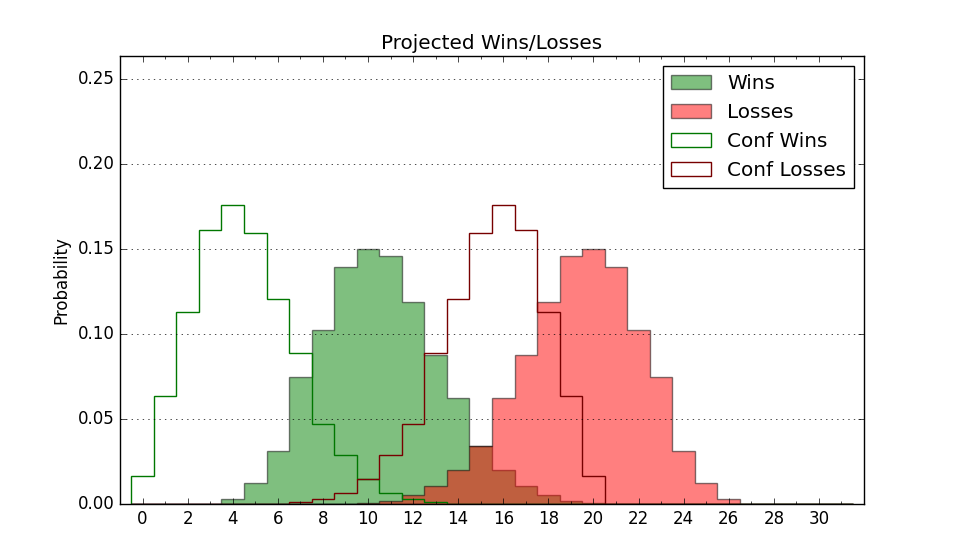 Projected Wins/Losses
Probability
0.25
0.20
0.15
0.10
0.05
0.00
0 2 4 6 8 10 12 14 16 18 20 22 24 26 28 30
Wins
Losses
Conf Wins
Conf Losses